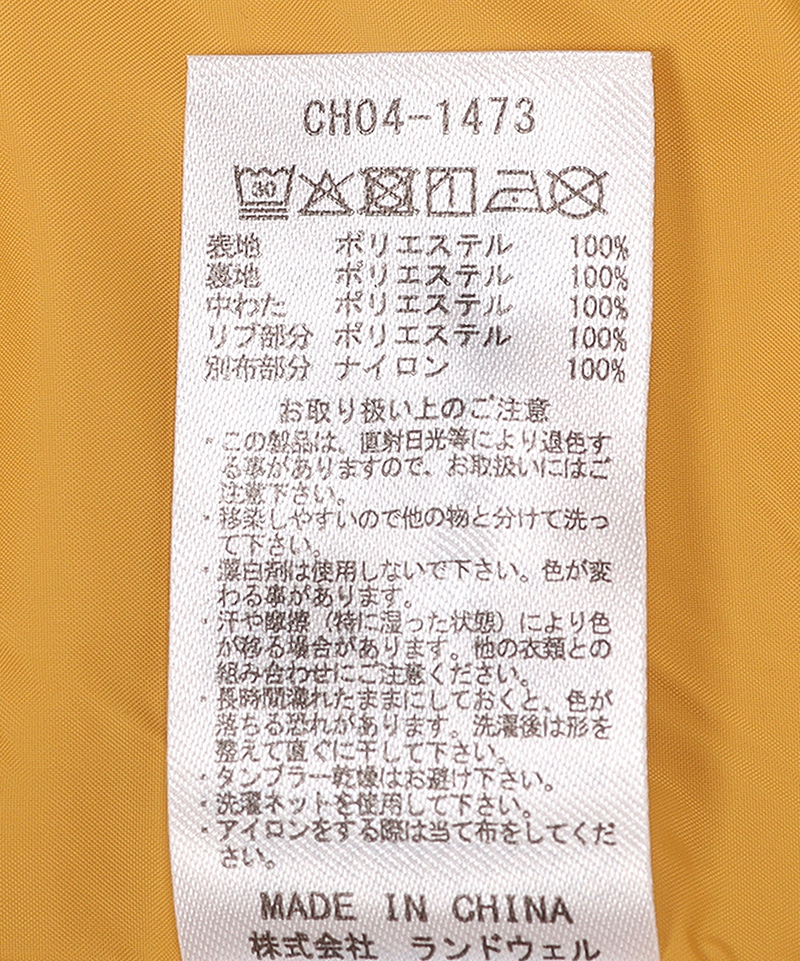 CH04-1473
30
表地 ポリエステル 100%
裏地 ポリエステル 100%
中わた ポリエステル 100%
リブ部分 ポリエステル 100%
別布部分 ナイロン 100%
お取り扱い上のご注意
・この製品は、直射日光等により退色す
る事がありますので、お取扱いにはご
注意下さい。
・移染しやすいので他の物と分けて洗っ
て下さい。
・漂白剤は使用しないで下さい。色が変
わる事があります。
・汗や摩擦（特に湿った状態）により色
が移る場合があります。他の衣類との
組み合わせにご注意ください。
・長時間濡れたままにしておくと、色が
落ちる恐れがあります。洗濯後は形を
整えて直ぐに干して下さい。
・タンブラー乾燥はお避け下さい。
・洗濯ネットを使用して下さい。
・アイロンをする際は当て布をしてくだ
さい。
MADE IN CHINA
株式会社 ランドウェル